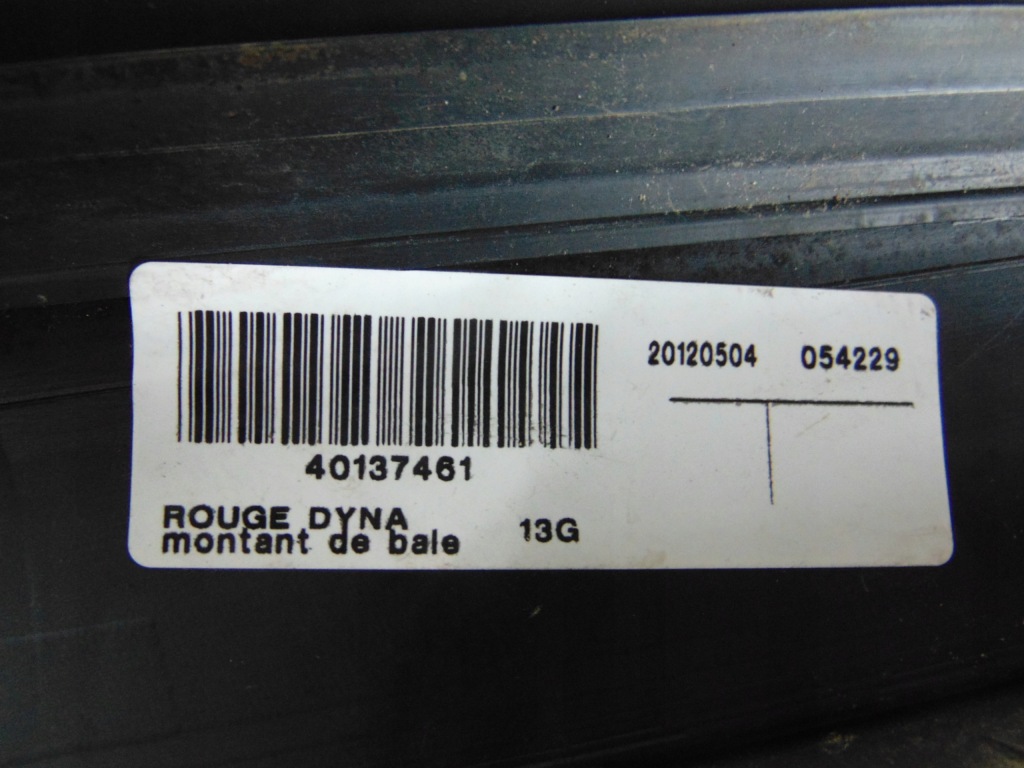 20120504 054229
40137461
ROUGE DYNA
montant de baie 13G